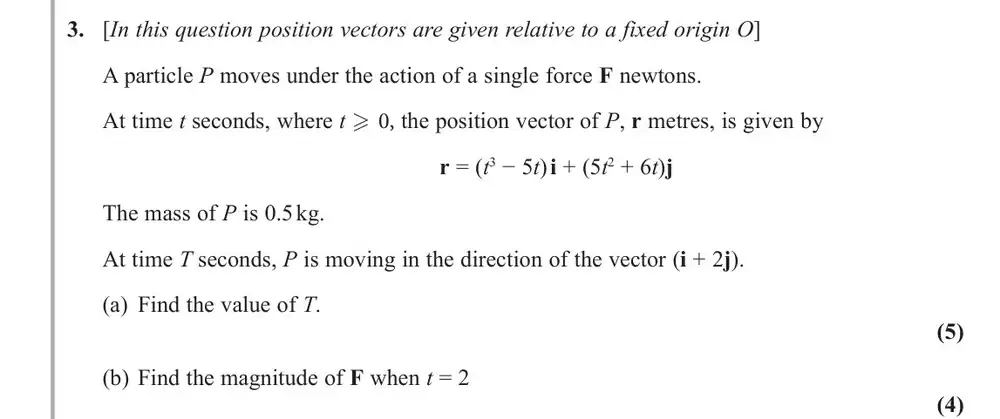 3. [In this question position vectors are given relative to a fixed origin O]
A particle P moves under the action of a single force F newtons.
At time t seconds, where t ⩾ 0, the position vector of P, r metres, is given by
r = (t³ − 5t)i + (5t² + 6t)j
The mass of P is 0.5 kg.
At time T seconds, P is moving in the direction of the vector (i + 2j).
(a) Find the value of T.
(5)
(b) Find the magnitude of F when t = 2
(4)